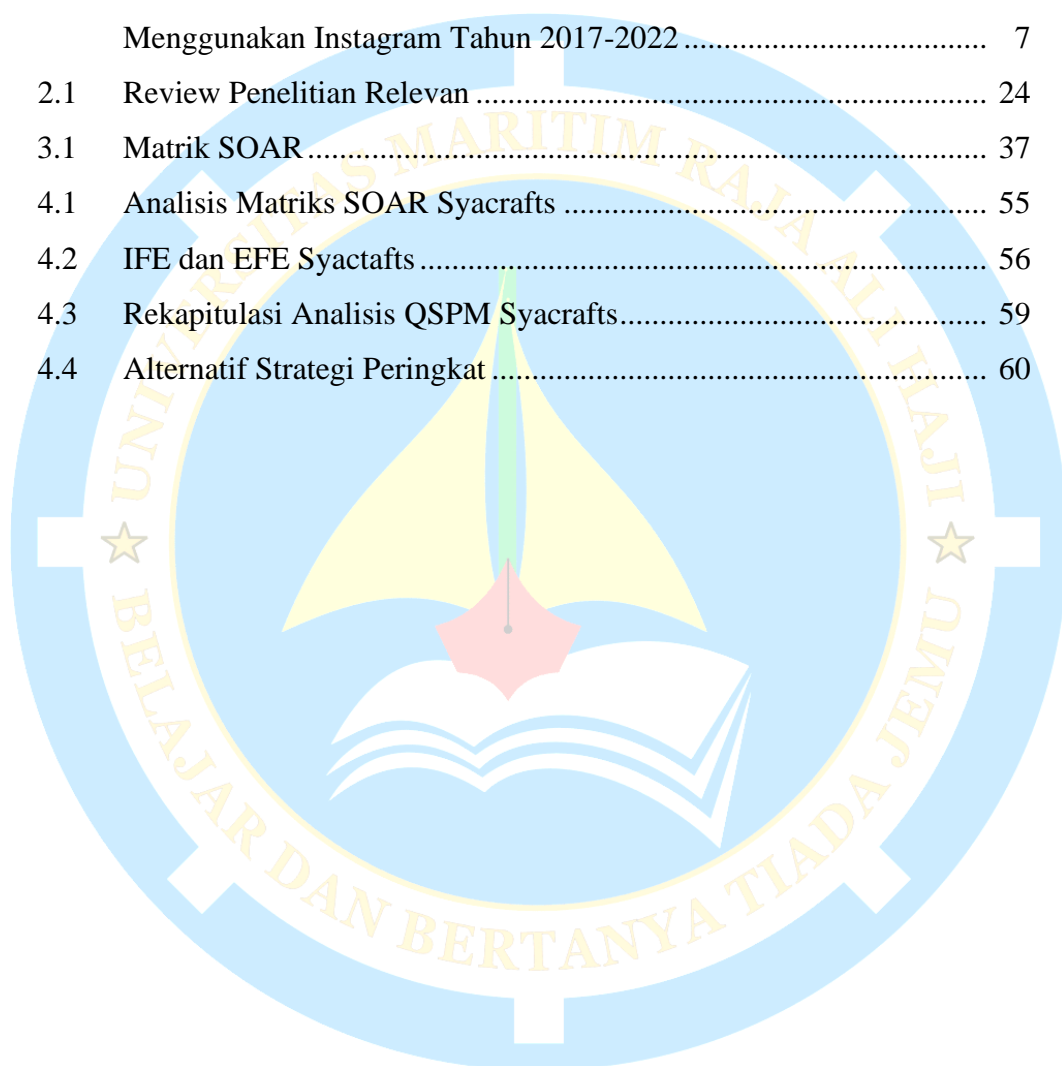 Menggunakan Instagram Tahun 2017-2022 ..................................... 7
2.1 Review Penelitian Relevan ............................................................... 24
3.1 Matrik SOAR .................................................................................... 37
4.1 Analisis Matriks SOAR Syacrafts .................................................... 55
4.2 IFE dan EFE Syactafts ...................................................................... 56
4.3 Rekapitulasi Analisis QSPM Syacrafts ............................................. 59
4.4 Alternatif Strategi Peringkat ............................................................. 60
UNIVERSITAS MARITIM RAJA ALI HAJI
BELAJAR DAN BERTANYA TIADA JEMU